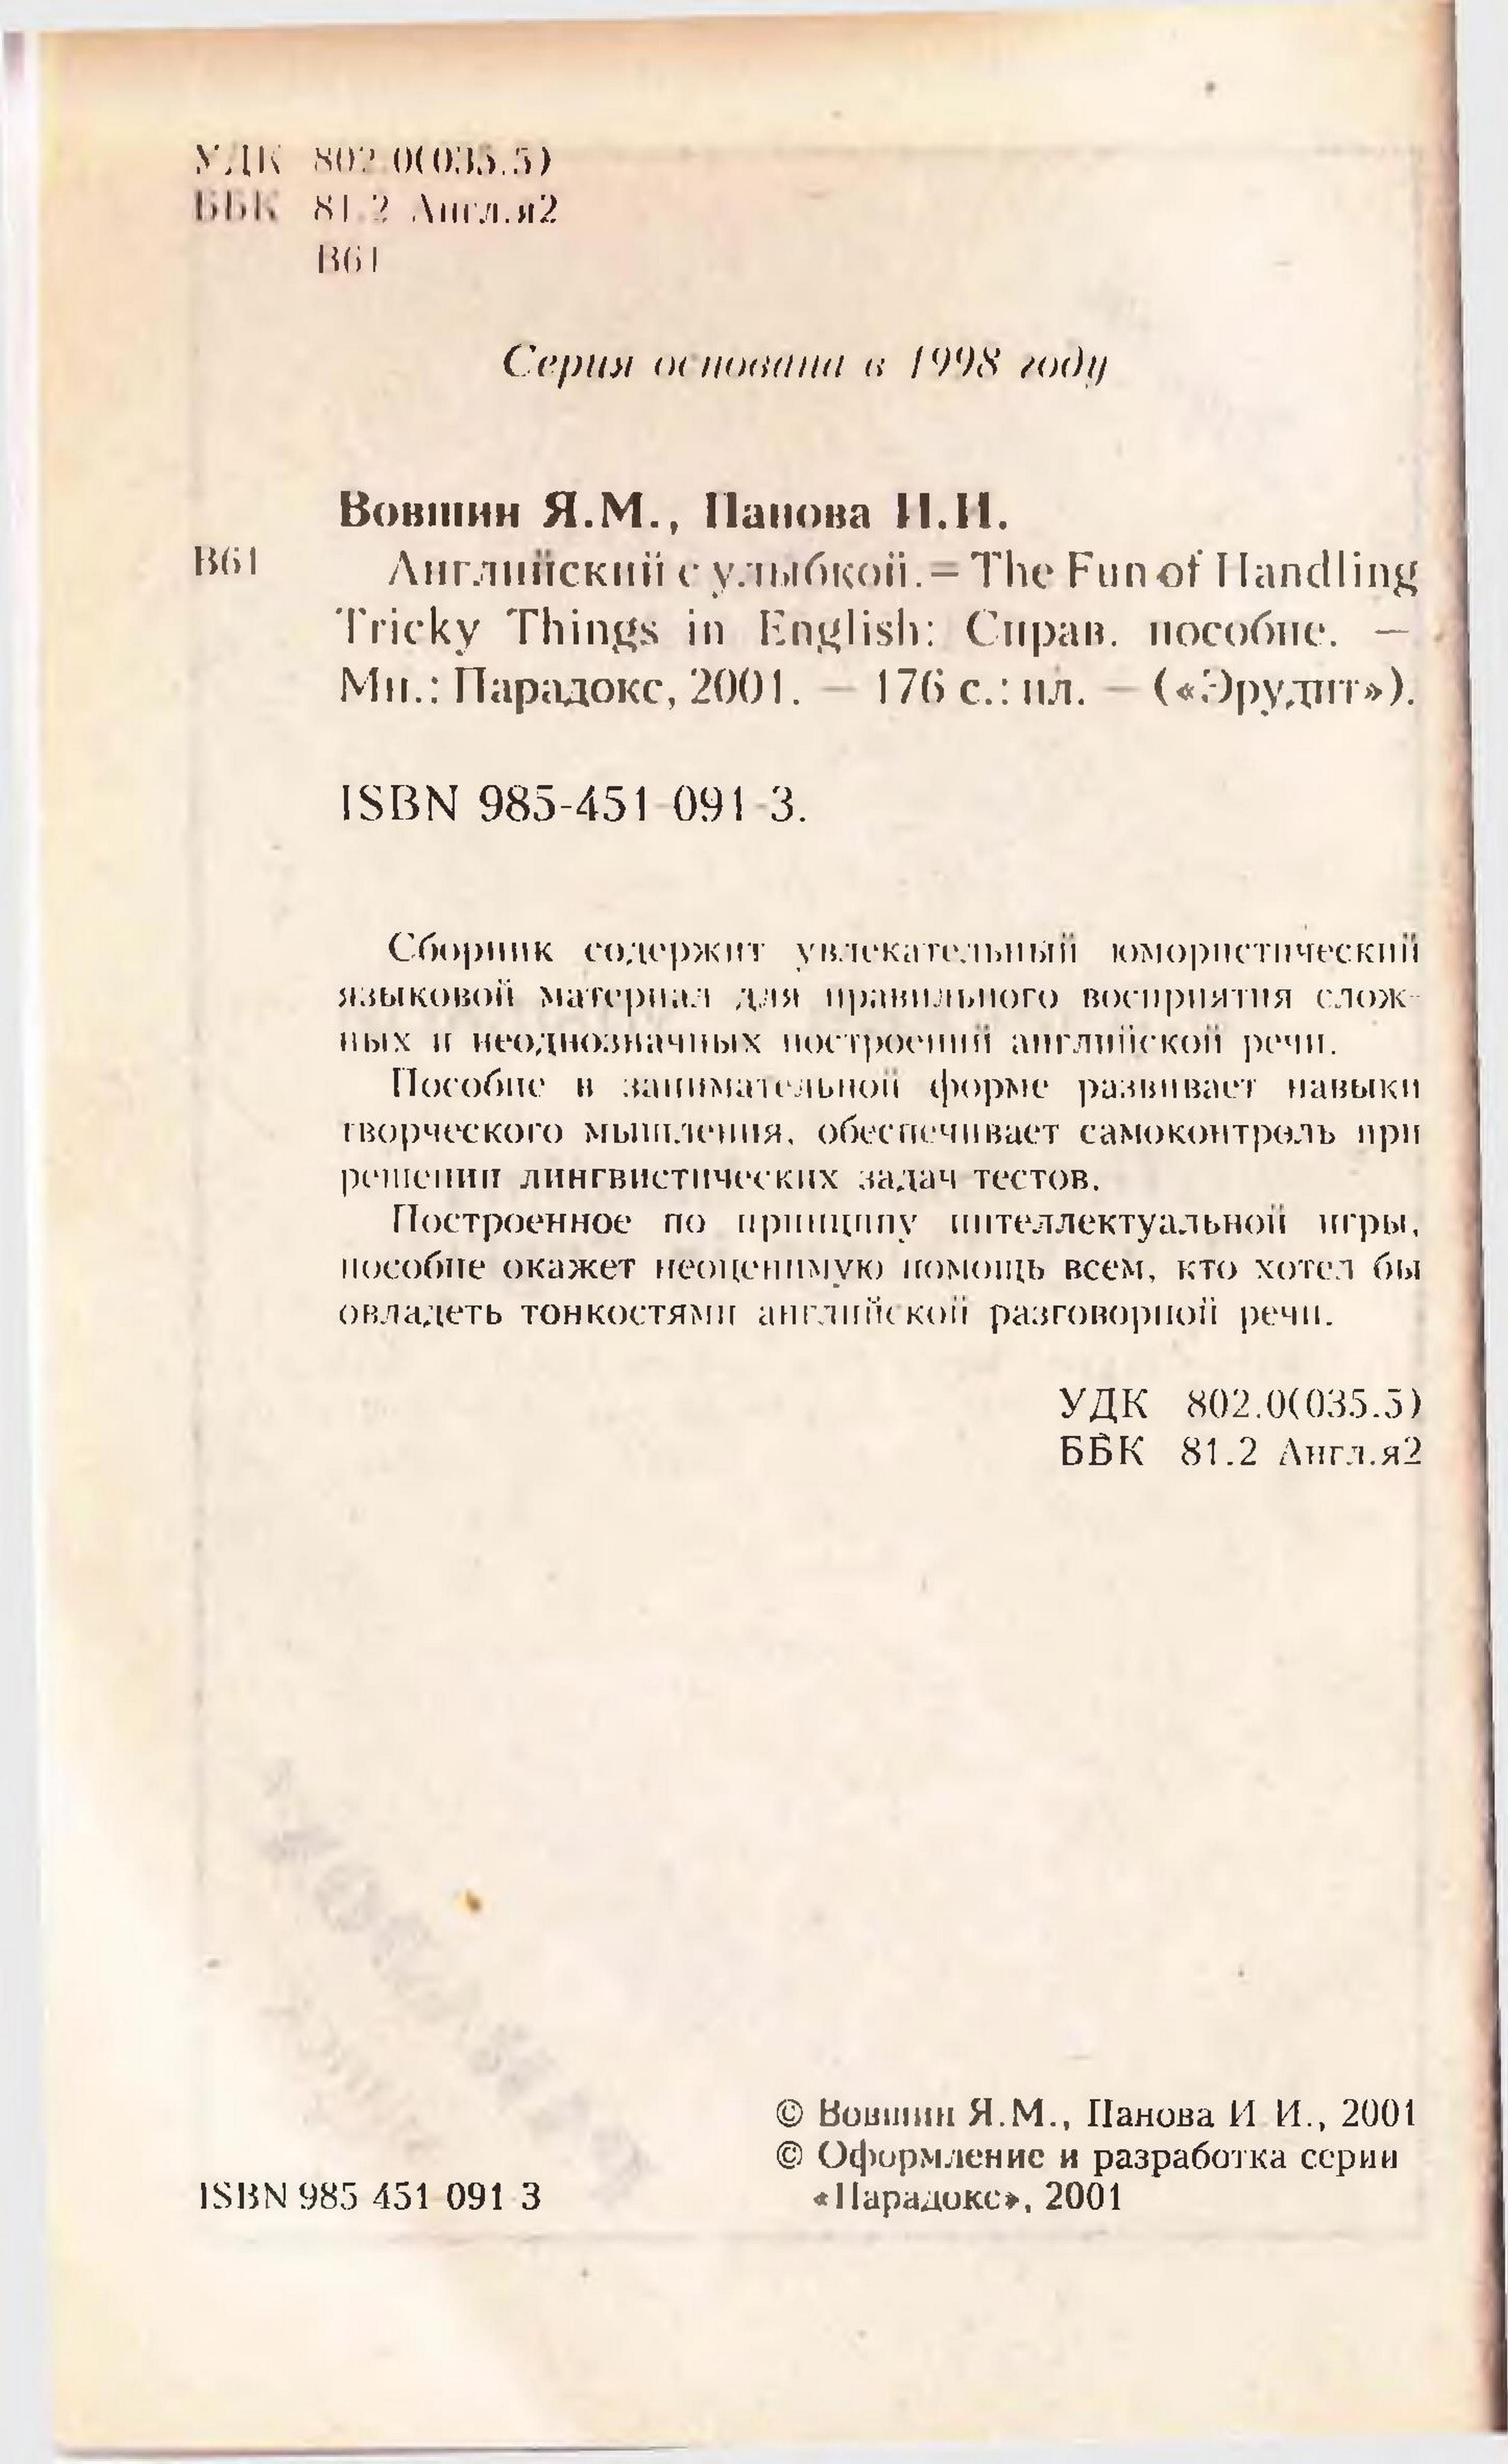 УДК 802.0(035.5)
ББК 81.2 Англ.я2
В61
Серия основана в 1998 году
Вовшин Я.М., Панова И.И.
В61 Английский с улыбкой.= The Fun of Handling
Tricky Things in English: Справ. пособие. —
Мн.: Парадокс, 2001. — 176 с.: ил. — («Эрудит»).
ISBN 985-451-091-3.
Сборник содержит увлекательный юмористический
языковой материал для правильного восприятия слож-
ных и неоднозначных построений английской речи.
Пособие в занимательной форме развивает навыки
творческого мышления, обеспечивает самоконтроль при
решении лингвистических задач-тестов.
Построенное по принципу интеллектуальной игры,
пособие окажет неоценимую помощь всем, кто хотел бы
овладеть тонкостями английской разговорной речи.
УДК 802.0(035.5)
ББК 81.2 Англ.я2
© Вовшин Я.М., Панова И.И., 2001
© Оформление и разработка серии
ISBN 985-451-091-3 «Парадокс», 2001